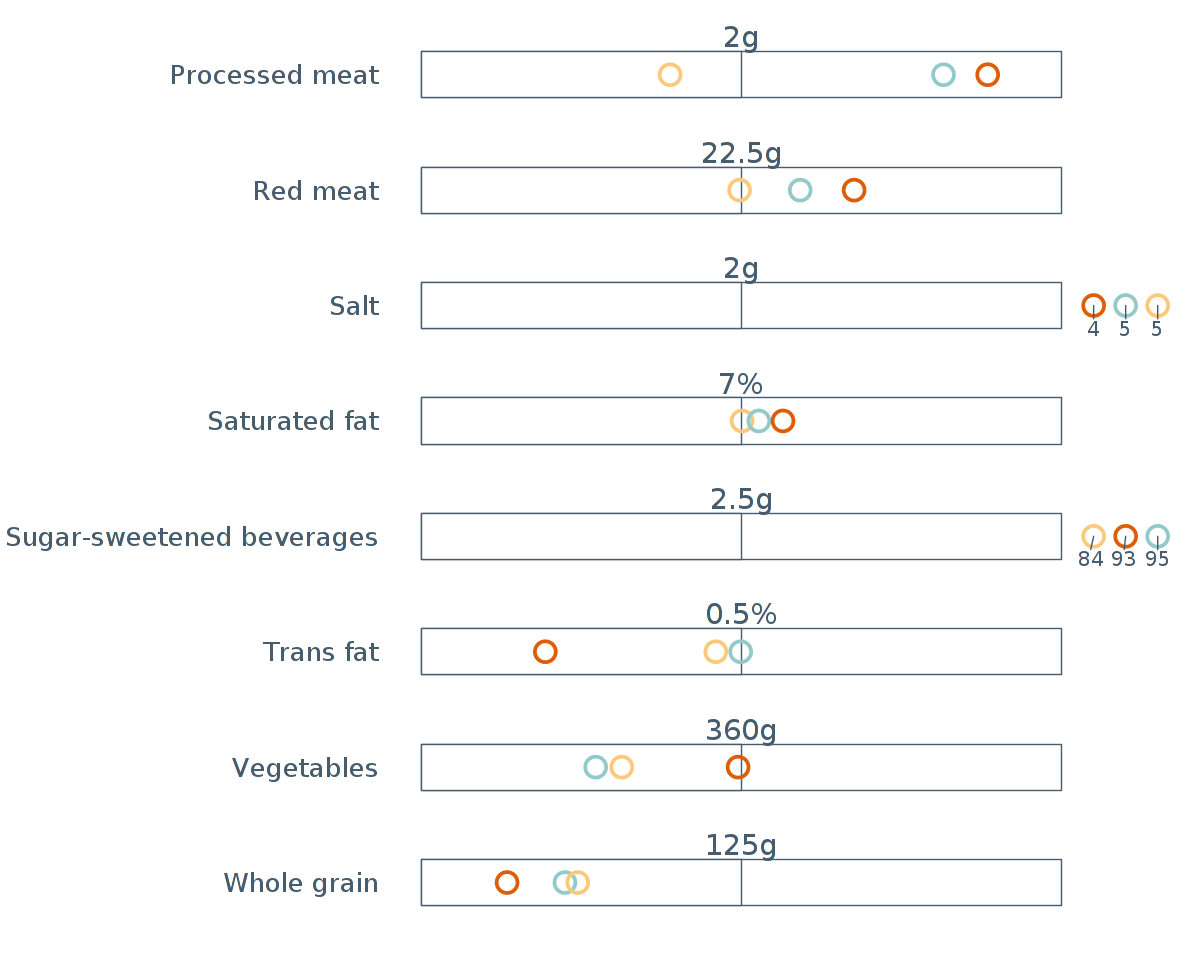 2g
Processed meat
22.5g
Red meat
2g
Salt
4 5 5
7%
Saturated fat
2.5g
Sugar-sweetened beverages
84 93 95
0.5%
Trans fat
360g
Vegetables
125g
Whole grain